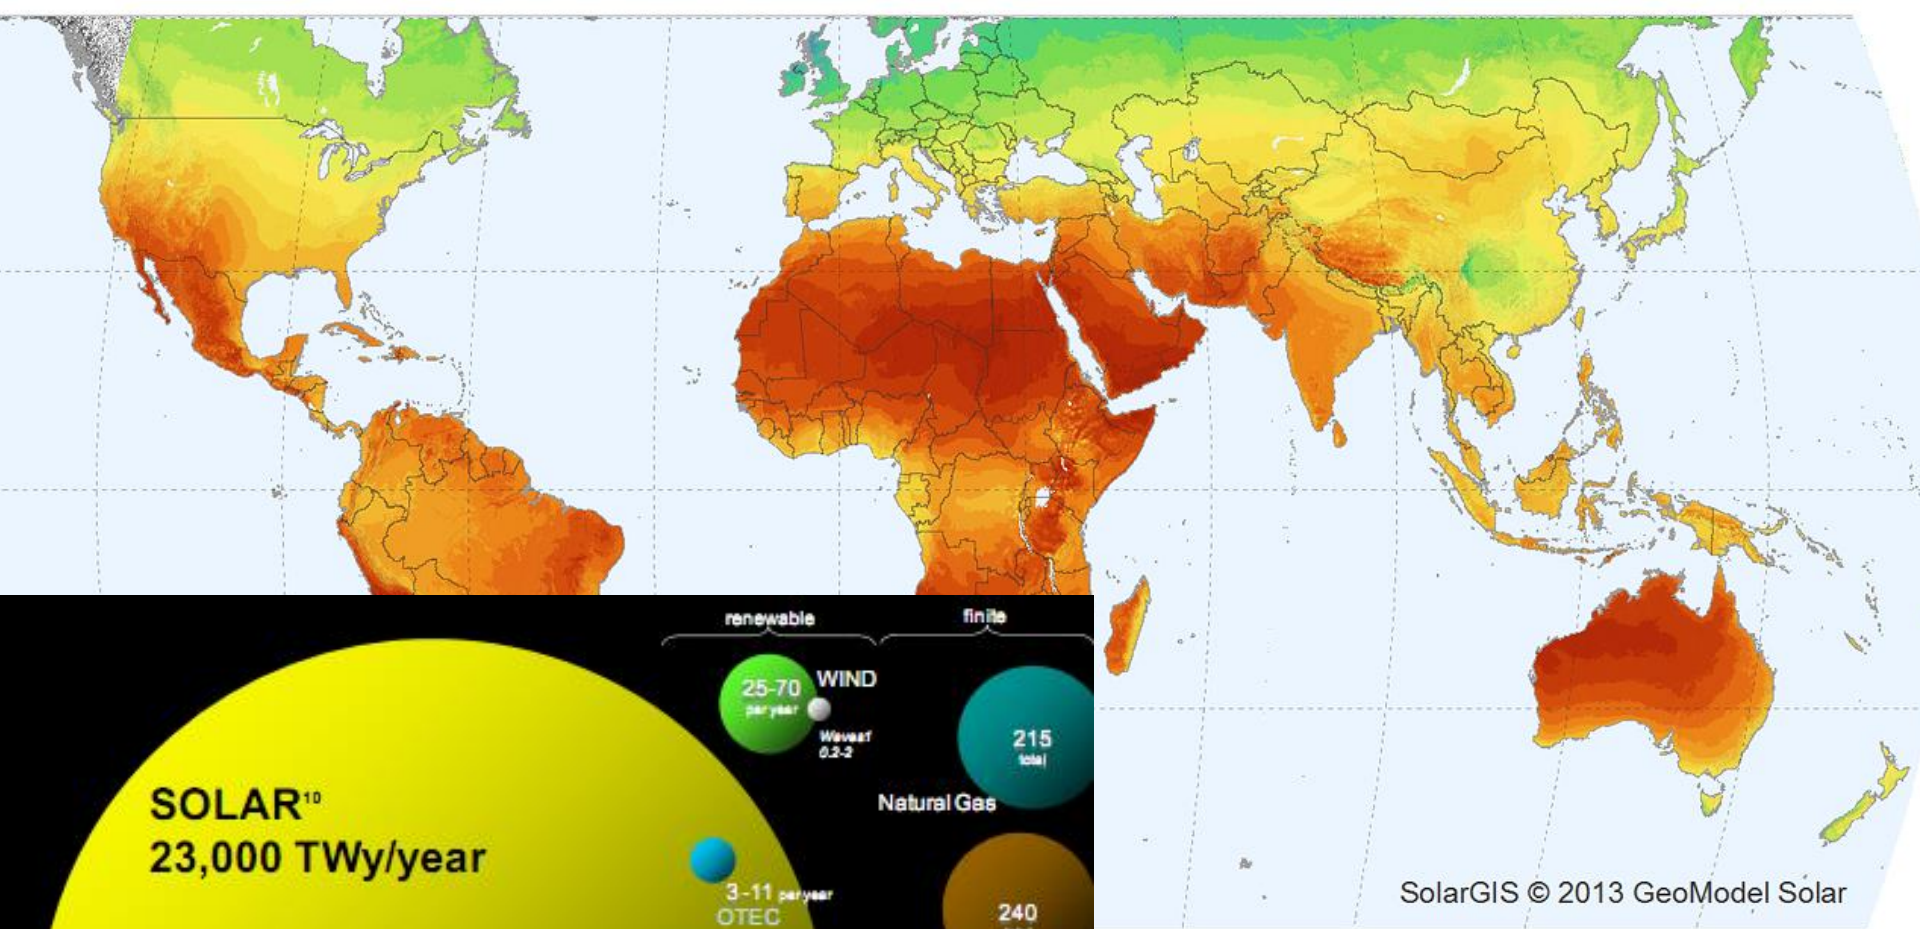 renewable
finite
25-70
per year
WIND
Waves1
0.2-2
215
total
Natural Gas
SOLAR10
23,000 TWy/year
3 -11 per year
OTEC
240
SolarGIS © 2013 GeoModel Solar